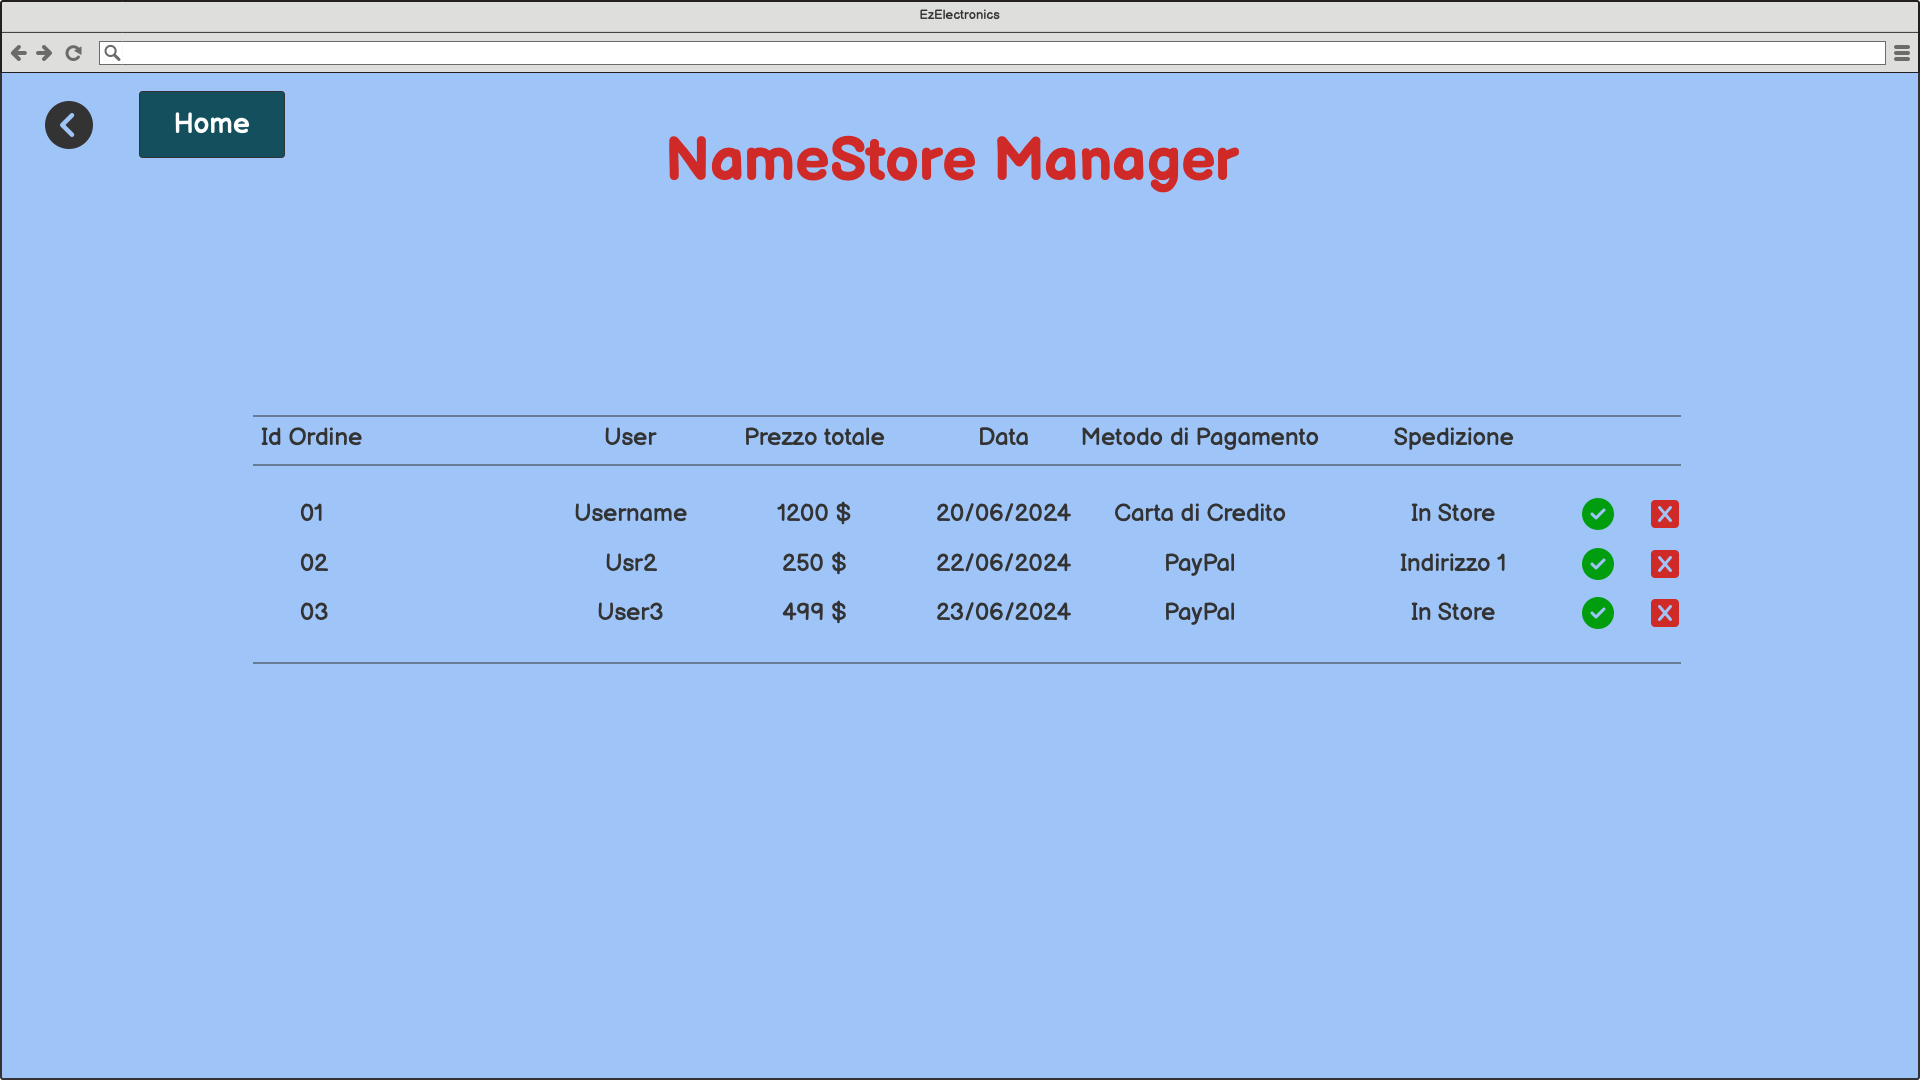 EzElectronics
Home
NameStore Manager
Id Ordine User Prezzo totale Data Metodo di Pagamento Spedizione
01 Username 1200 $ 20/06/2024 Carta di Credito In Store
02 Usr2 250 $ 22/06/2024 PayPal Indirizzo 1
03 User3 499 $ 23/06/2024 PayPal In Store